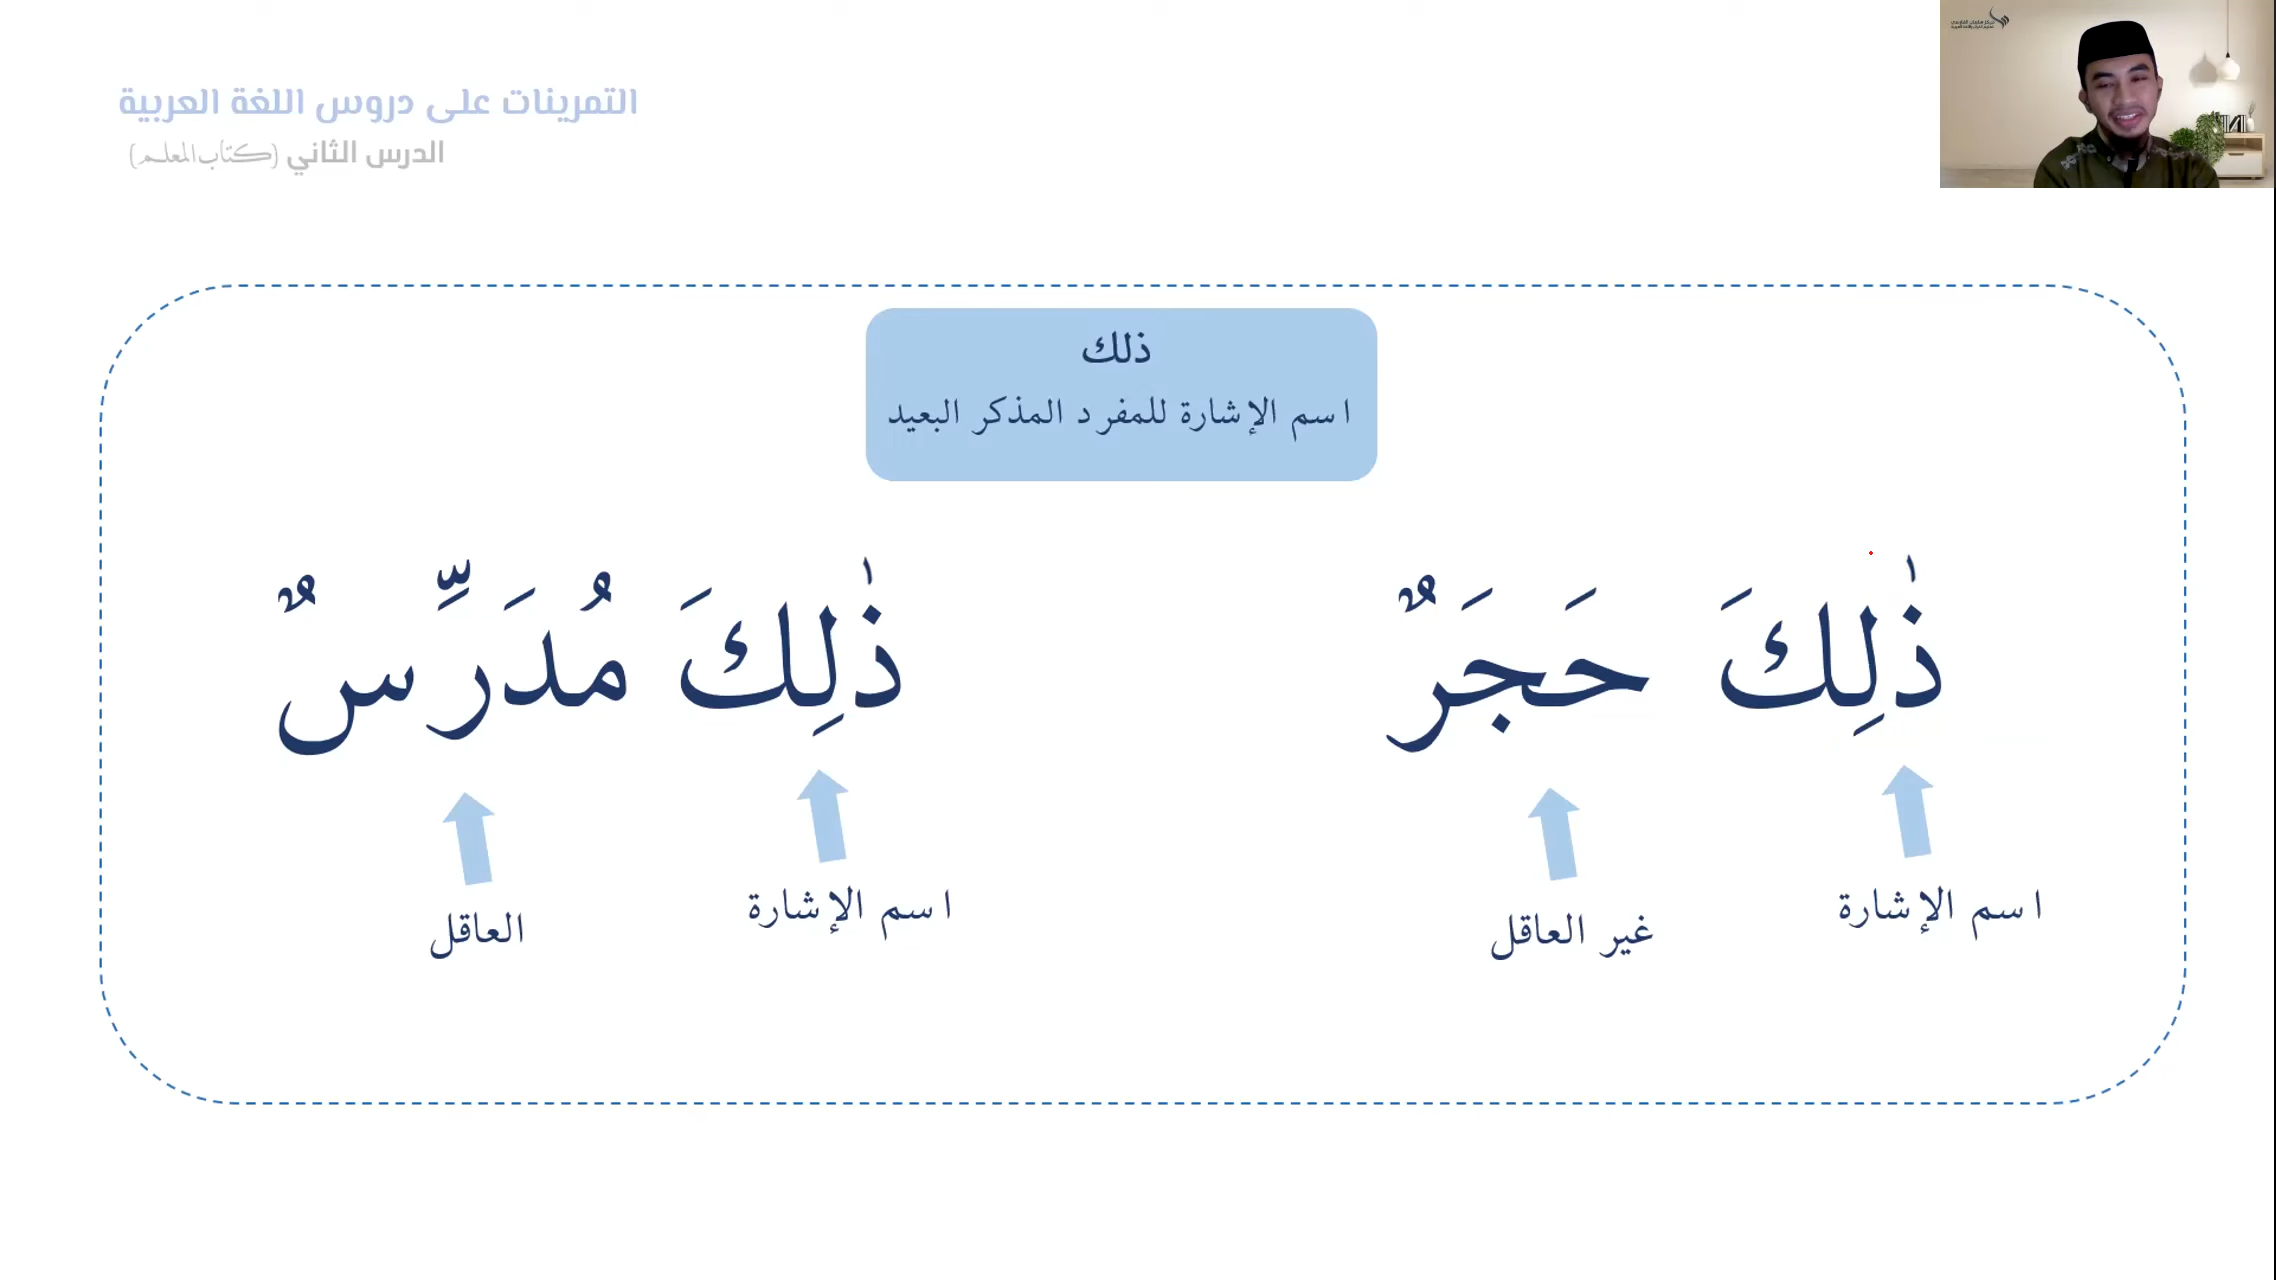 التمرينات على دروس اللغة العربية
الدرس الثاني (كتاب المعلم)
ذلك
اسم الإشارة للمفرد المذكر البعيد
ذٰلِكَ حَجَرٌ
ذٰلِكَ مُدَرِّسٌ
اسم الإشارة
غير العاقل
اسم الإشارة
العاقل